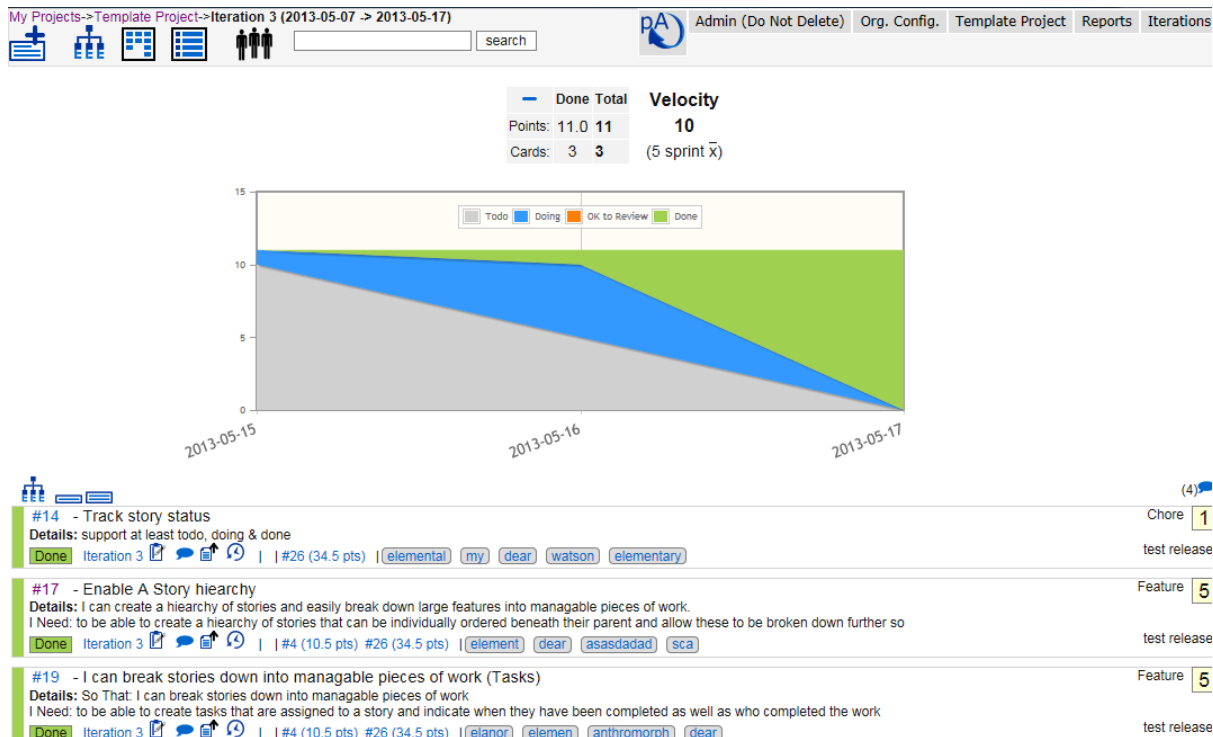 My Projects->Template Project->Iteration 3 (2013-05-07 -> 2013-05-17)
search
pA Admin (Do Not Delete) Org. Config. Template Project Reports Iterations
Done Total
Points: 11.0 11
Cards: 3 3
Velocity
10
(5 sprint x̅)
15
Todo Doing OK to Review Done
10
5
0
2013-05-15 2013-05-16 2013-05-17
(4)
#14 - Track story status Chore 1
Details: support at least todo, doing & done
Done Iteration 3 | | #26 (34.5 pts) | elemental my dear watson elementary test release
#17 - Enable A Story hiearchy Feature 5
Details: I can create a hiearchy of stories and easily break down large features into managable pieces of work.
I Need: to be able to create a hiearchy of stories that can be individually ordered beneath their parent and allow these to be broken down further so
Done Iteration 3 | | #4 (10.5 pts) #26 (34.5 pts) | element dear asasdadad sca test release
#19 - I can break stories down into managable pieces of work (Tasks) Feature 5
Details: So That: I can break stories down into managable pieces of work
I Need: to be able to create tasks that are assigned to a story and indicate when they have been completed as well as who completed the work
Done Iteration 3 | | #4 (10.5 pts) #26 (34.5 pts) | elanor elemen anthromorph dear test release